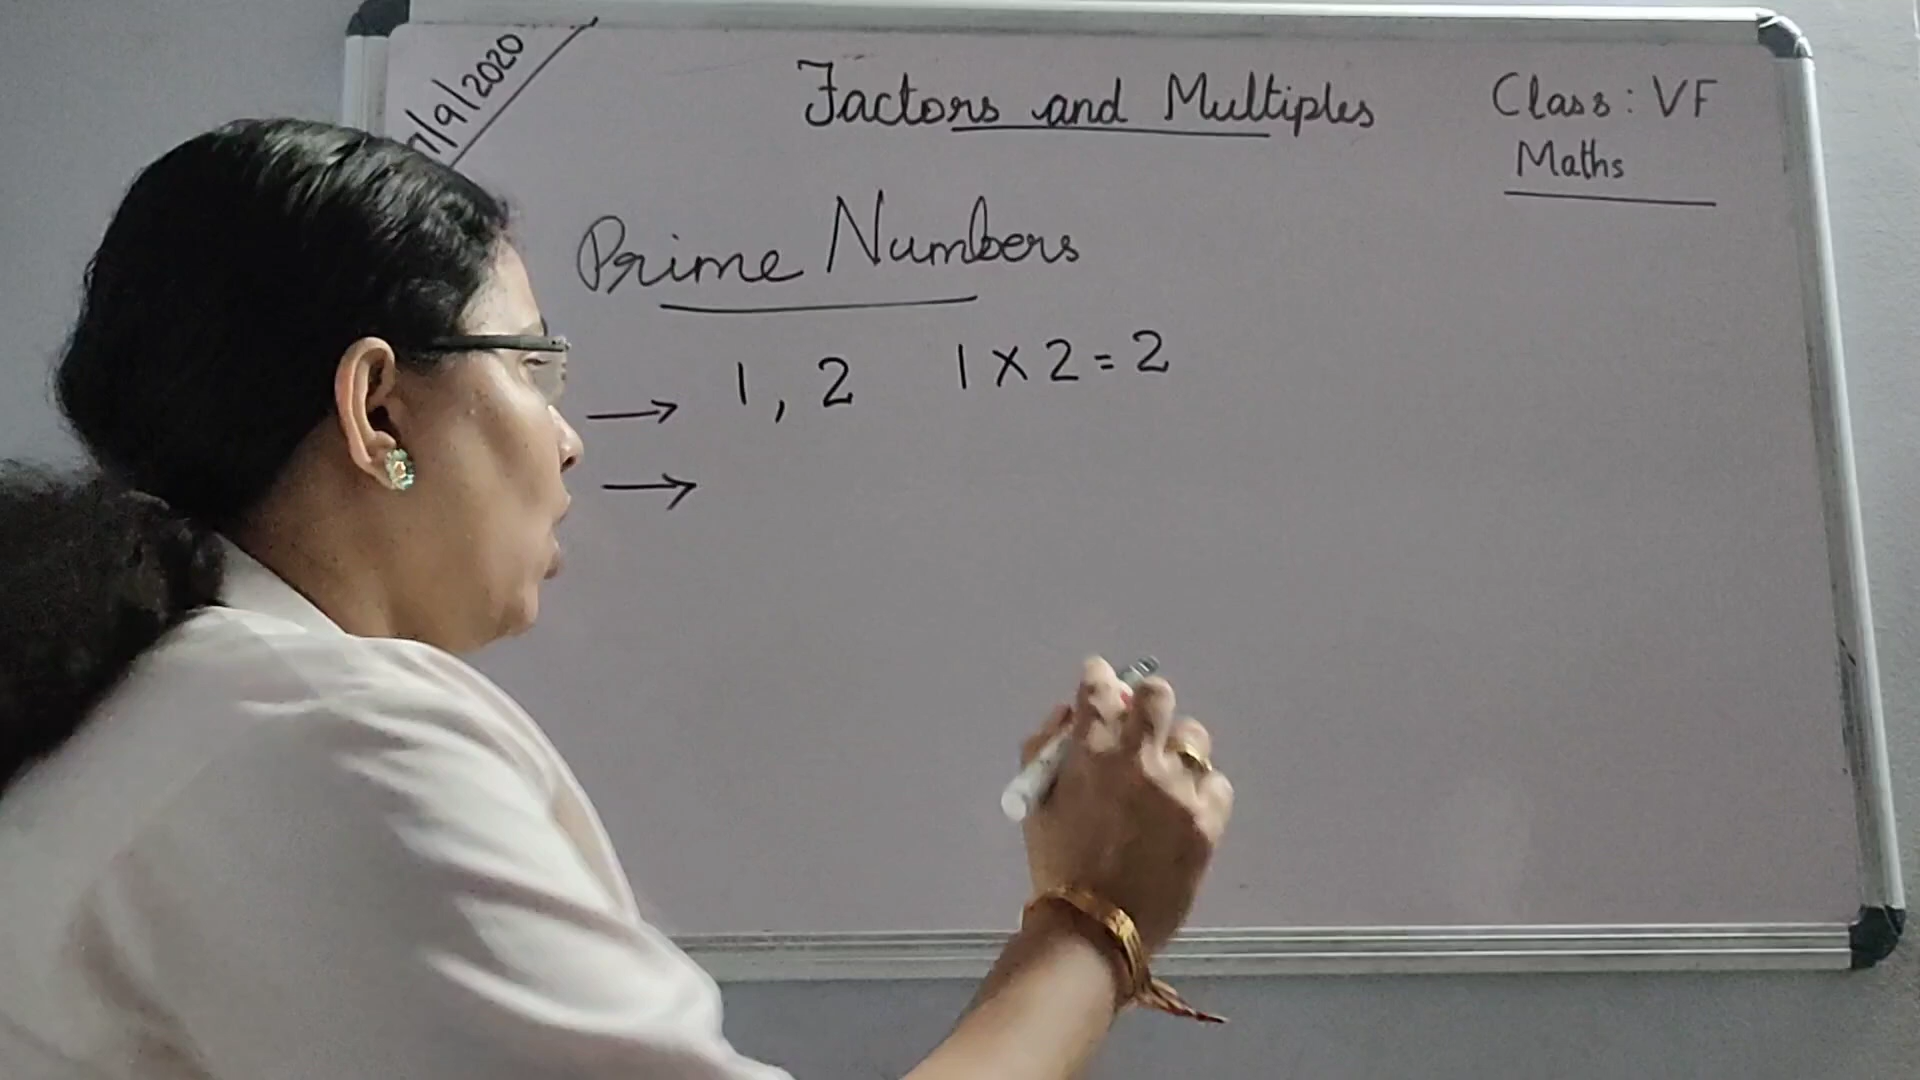 /9/2020
Factors and Multiples
Class: VF
Maths
Prime Numbers
→ 1, 2 1 × 2 = 2
→